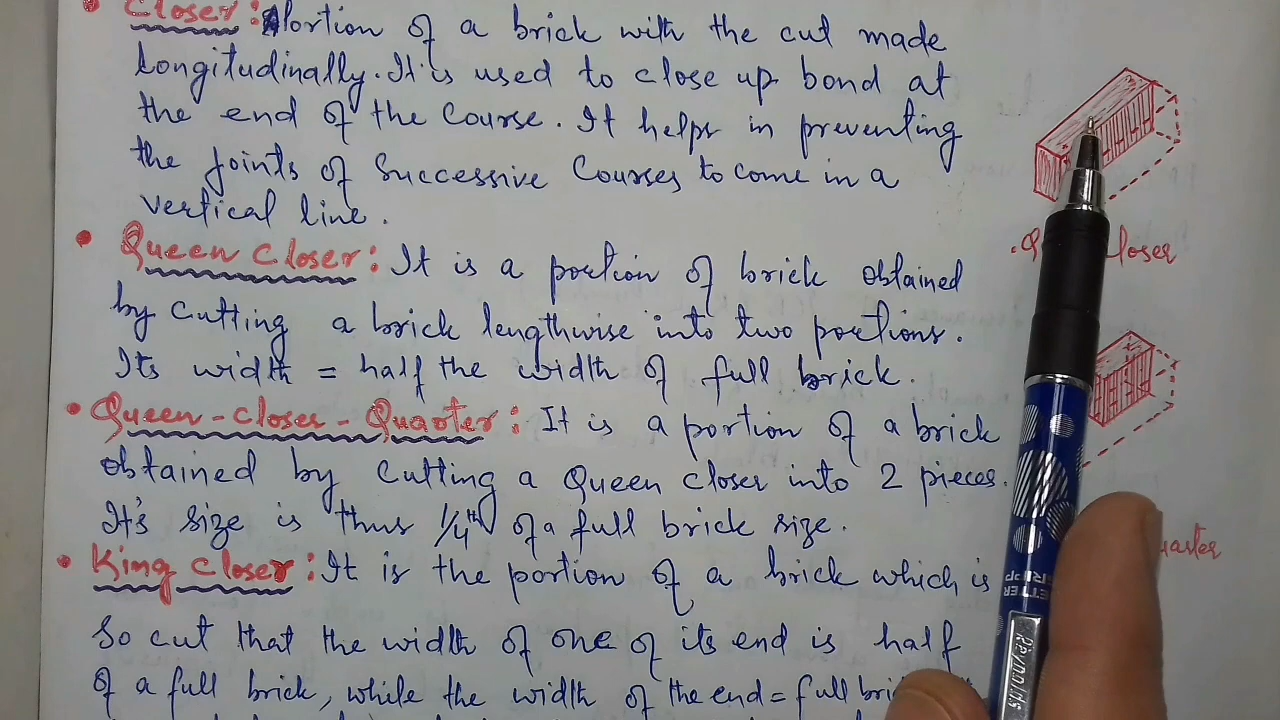 • Closer: Portion of a brick with the cut made
longitudinally. It is used to close up bond at
the end of the Course. It helps in preventing
the joints of Successive Courses to come in a
vertical line.
• Queen Closer: It is a portion of brick obtained
by Cutting a brick lengthwise into two portions.
Its width = half the width of full brick.
• Queen-closer-Quarter: It is a portion of a brick
obtained by Cutting a Queen closer into 2 pieces.
It's size is thus 1/4th of a full brick size.
• King Closer: It is the portion of a brick which is
So cut that the width of one of its end is half
of a full brick, while the width of the end = full
loser
uarter
Reynolds